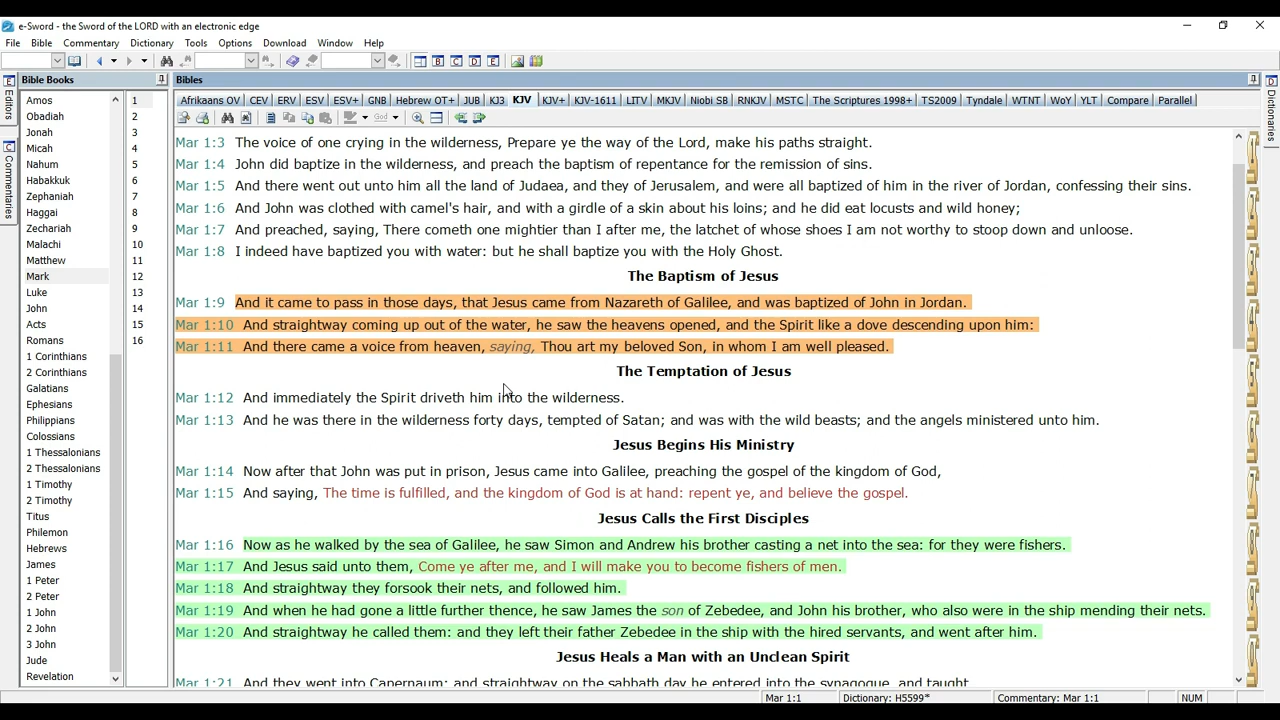 e-Sword - the Sword of the LORD with an electronic edge
File Bible Commentary Dictionary Tools Options Download Window Help
Bible Books
Bibles
Editors
Commentaries
Dictionaries
Afrikaans OV CEV ERV ESV ESV+ GNB Hebrew OT+ JUB KJ3 KJV KJV+ KJV-1611 LITV MKJV Niobi SB RNKJV MSTC The Scriptures 1998+ TS2009 Tyndale WTNT WoY YLT Compare Parallel
Amos
Obadiah
Jonah
Micah
Nahum
Habakkuk
Zephaniah
Haggai
Zechariah
Malachi
Matthew
Mark
Luke
John
Acts
Romans
1 Corinthians
2 Corinthians
Galatians
Ephesians
Philippians
Colossians
1 Thessalonians
2 Thessalonians
1 Timothy
2 Timothy
Titus
Philemon
Hebrews
James
1 Peter
2 Peter
1 John
2 John
3 John
Jude
Revelation
1
2
3
4
5
6
7
8
9
10
11
12
13
14
15
16
Mar 1:3 The voice of one crying in the wilderness, Prepare ye the way of the Lord, make his paths straight.
Mar 1:4 John did baptize in the wilderness, and preach the baptism of repentance for the remission of sins.
Mar 1:5 And there went out unto him all the land of Judaea, and they of Jerusalem, and were all baptized of him in the river of Jordan, confessing their sins.
Mar 1:6 And John was clothed with camel's hair, and with a girdle of a skin about his loins; and he did eat locusts and wild honey;
Mar 1:7 And preached, saying, There cometh one mightier than I after me, the latchet of whose shoes I am not worthy to stoop down and unloose.
Mar 1:8 I indeed have baptized you with water: but he shall baptize you with the Holy Ghost.
The Baptism of Jesus
Mar 1:9 And it came to pass in those days, that Jesus came from Nazareth of Galilee, and was baptized of John in Jordan.
Mar 1:10 And straightway coming up out of the water, he saw the heavens opened, and the Spirit like a dove descending upon him:
Mar 1:11 And there came a voice from heaven, saying, Thou art my beloved Son, in whom I am well pleased.
The Temptation of Jesus
Mar 1:12 And immediately the Spirit driveth him into the wilderness.
Mar 1:13 And he was there in the wilderness forty days, tempted of Satan; and was with the wild beasts; and the angels ministered unto him.
Jesus Begins His Ministry
Mar 1:14 Now after that John was put in prison, Jesus came into Galilee, preaching the gospel of the kingdom of God,
Mar 1:15 And saying, The time is fulfilled, and the kingdom of God is at hand: repent ye, and believe the gospel.
Jesus Calls the First Disciples
Mar 1:16 Now as he walked by the sea of Galilee, he saw Simon and Andrew his brother casting a net into the sea: for they were fishers.
Mar 1:17 And Jesus said unto them, Come ye after me, and I will make you to become fishers of men.
Mar 1:18 And straightway they forsook their nets, and followed him.
Mar 1:19 And when he had gone a little further thence, he saw James the son of Zebedee, and John his brother, who also were in the ship mending their nets.
Mar 1:20 And straightway he called them: and they left their father Zebedee in the ship with the hired servants, and went after him.
Jesus Heals a Man with an Unclean Spirit
Mar 1:21 And they went into Capernaum; and straightway on the sabbath day he entered into the synagogue, and taught.
Mar 1:1 Dictionary: H5599* Commentary: Mar 1:1 NUM